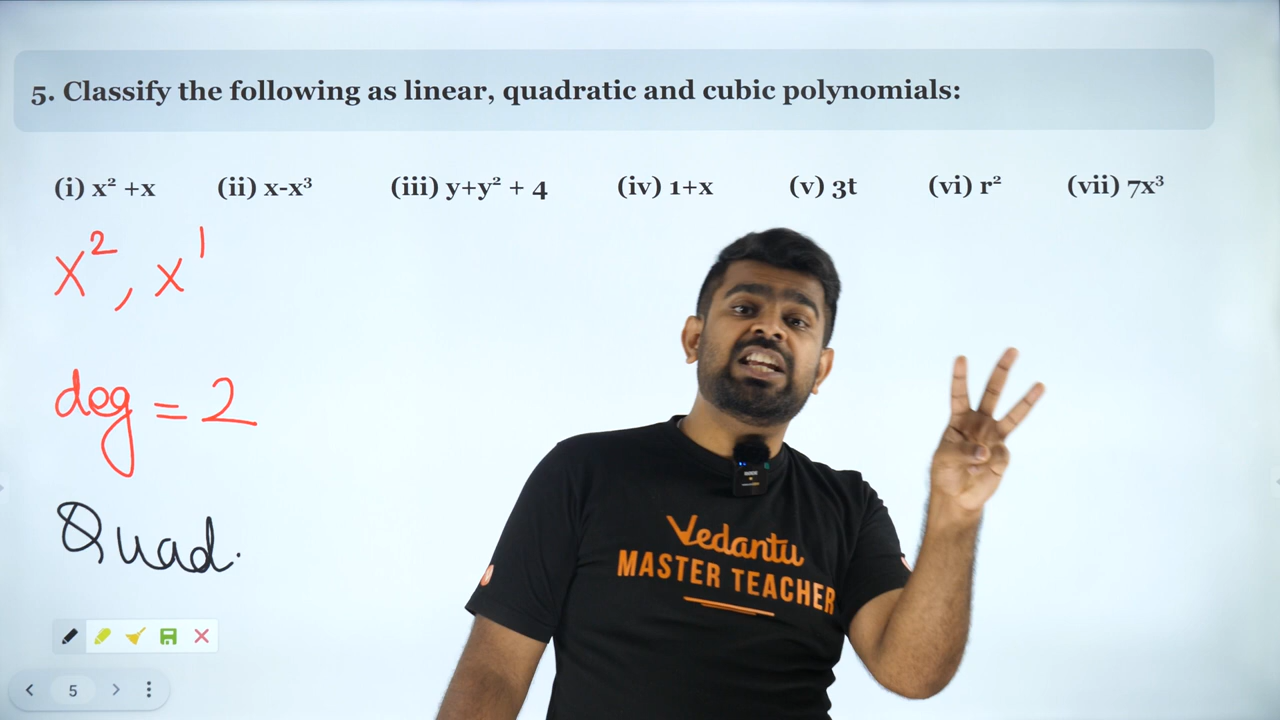 5. Classify the following as linear, quadratic and cubic polynomials:
(i) x² +x (ii) x-x³ (iii) y+y² + 4 (iv) 1+x (v) 3t (vi) r² (vii) 7x³
x² , x¹
deg = 2
Quad.
Vedantu
MASTER TEACHER
5